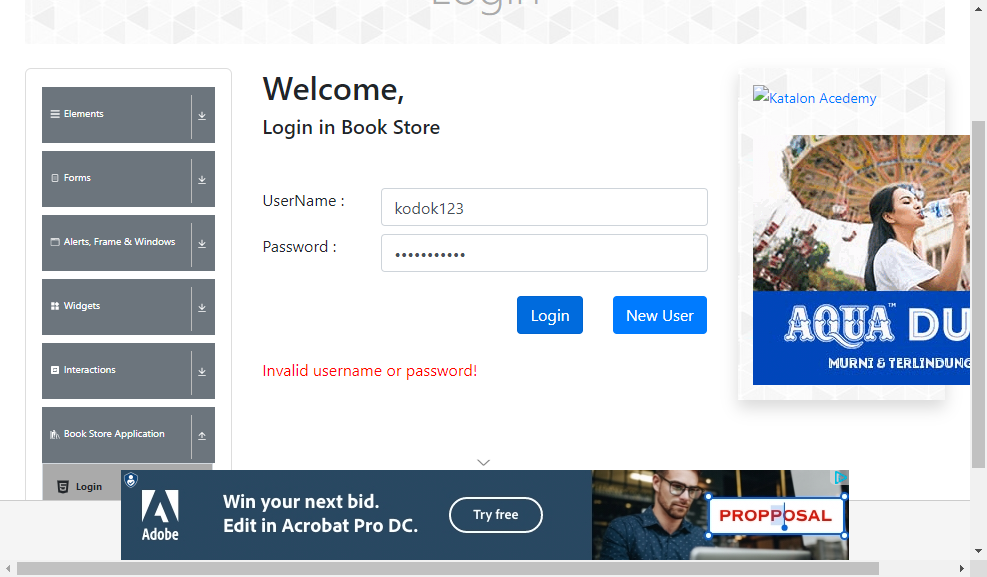 Login
Elements
Forms
Alerts, Frame & Windows
Widgets
Interactions
Book Store Application
Login
Welcome,
Login in Book Store
UserName :
kodok123
Password :
•••••••••••
Login
New User
Invalid username or password!
Katalon Acedemy
AQUA™ DU
MURNI & TERLINDUNG
Adobe
Win your next bid.
Edit in Acrobat Pro DC.
Try free
PROPPOSAL